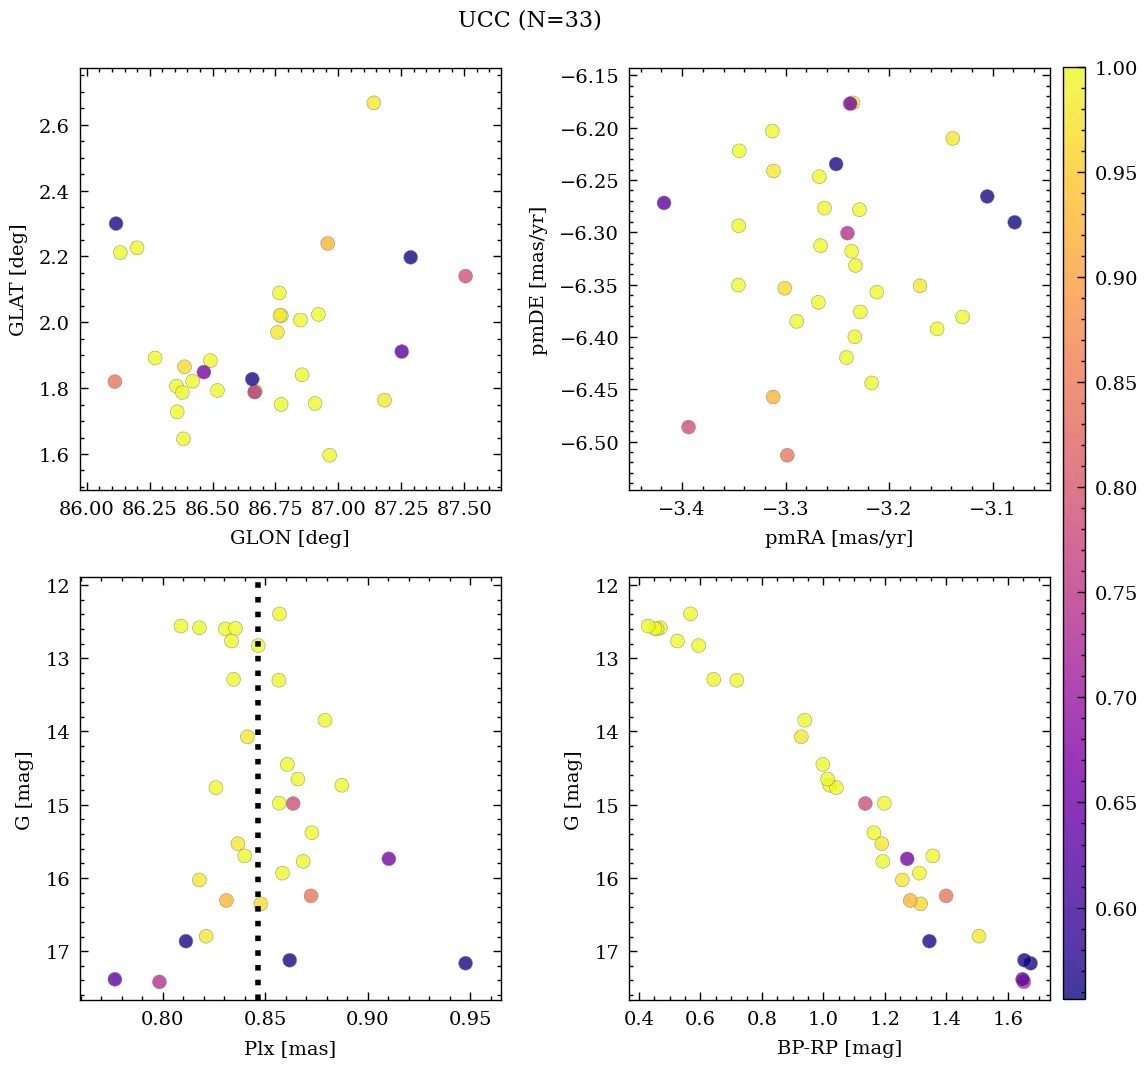 UCC (N=33)
2.6
2.4
2.2
2.0
1.8
1.6
GLAT [deg]
86.00 86.25 86.50 86.75 87.00 87.25 87.50
GLON [deg]
−6.15
−6.20
−6.25
−6.30
−6.35
−6.40
−6.45
−6.50
pmDE [mas/yr]
−3.4 −3.3 −3.2 −3.1
pmRA [mas/yr]
12
13
14
15
16
17
G [mag]
0.80 0.85 0.90 0.95
Plx [mas]
12
13
14
15
16
17
G [mag]
0.4 0.6 0.8 1.0 1.2 1.4 1.6
BP-RP [mag]
1.00
0.95
0.90
0.85
0.80
0.75
0.70
0.65
0.60